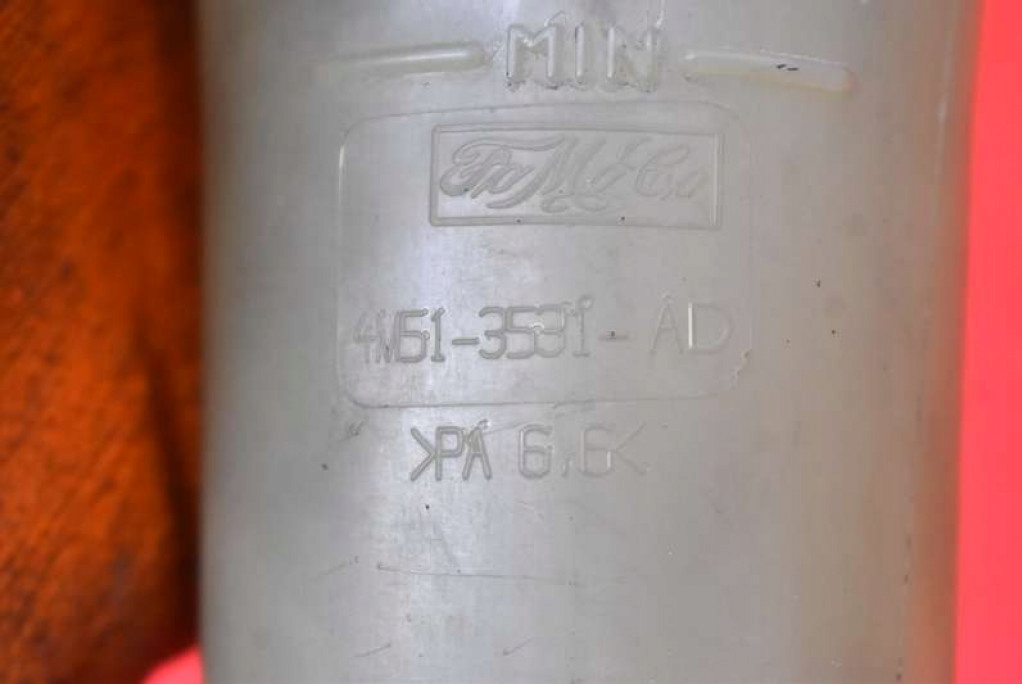 MIN
FoMoCo
4M51-3531-AD
>PA 6.6<